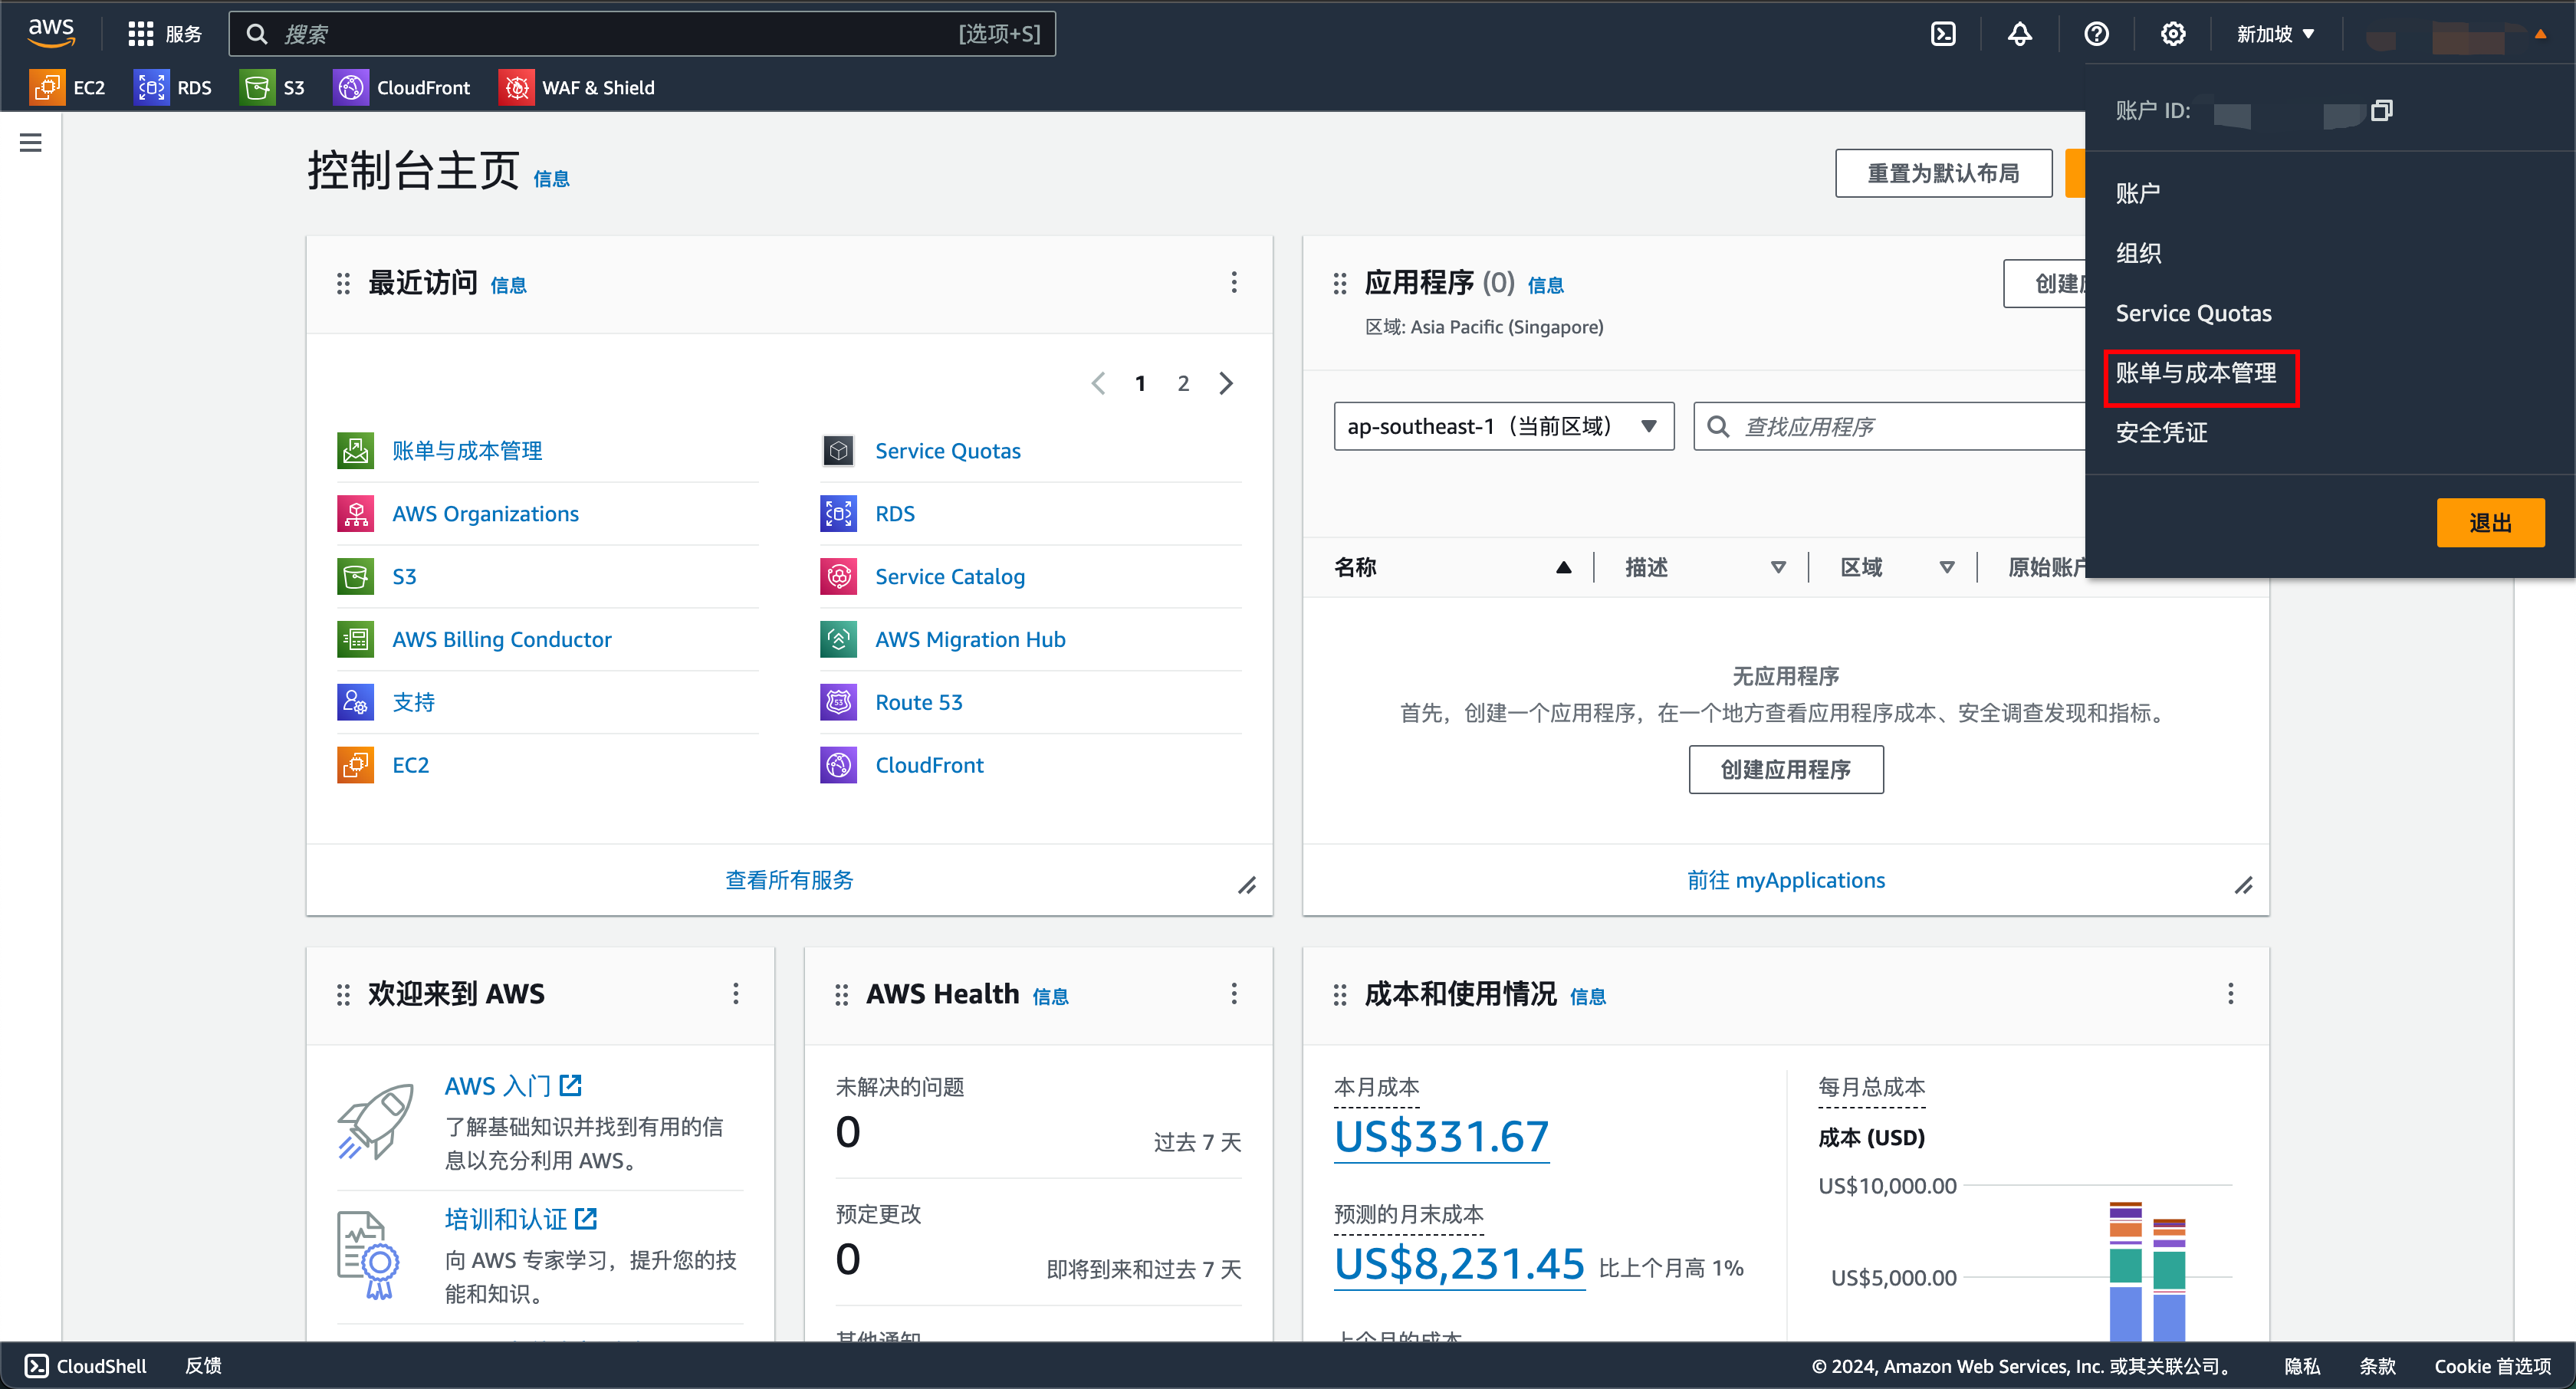 aws
服务
搜索
[选项+S]
新加坡
EC2
RDS
S3
CloudFront
WAF & Shield
账户 ID:
账户
组织
Service Quotas
账单与成本管理
安全凭证
退出
控制台主页 信息
重置为默认布局
最近访问 信息
1 2
账单与成本管理
Service Quotas
AWS Organizations
RDS
S3
Service Catalog
AWS Billing Conductor
AWS Migration Hub
支持
Route 53
EC2
CloudFront
查看所有服务
应用程序 (0) 信息
区域: Asia Pacific (Singapore)
创建
ap-southeast-1（当前区域）
查找应用程序
名称
描述
区域
原始账户
无应用程序
首先，创建一个应用程序，在一个地方查看应用程序成本、安全调查发现和指标。
创建应用程序
前往 myApplications
欢迎来到 AWS
AWS 入门
了解基础知识并找到有用的信
息以充分利用 AWS。
培训和认证
向 AWS 专家学习，提升您的技
能和知识。
AWS Health 信息
未解决的问题
0
过去 7 天
预定更改
0
即将到来和过去 7 天
其他通知
成本和使用情况 信息
本月成本
US$331.67
预测的月末成本
US$8,231.45 比上个月高 1%
上个月的成本
每月总成本
成本 (USD)
US$10,000.00
US$5,000.00
CloudShell
反馈
© 2024, Amazon Web Services, Inc. 或其关联公司。
隐私
条款
Cookie 首选项